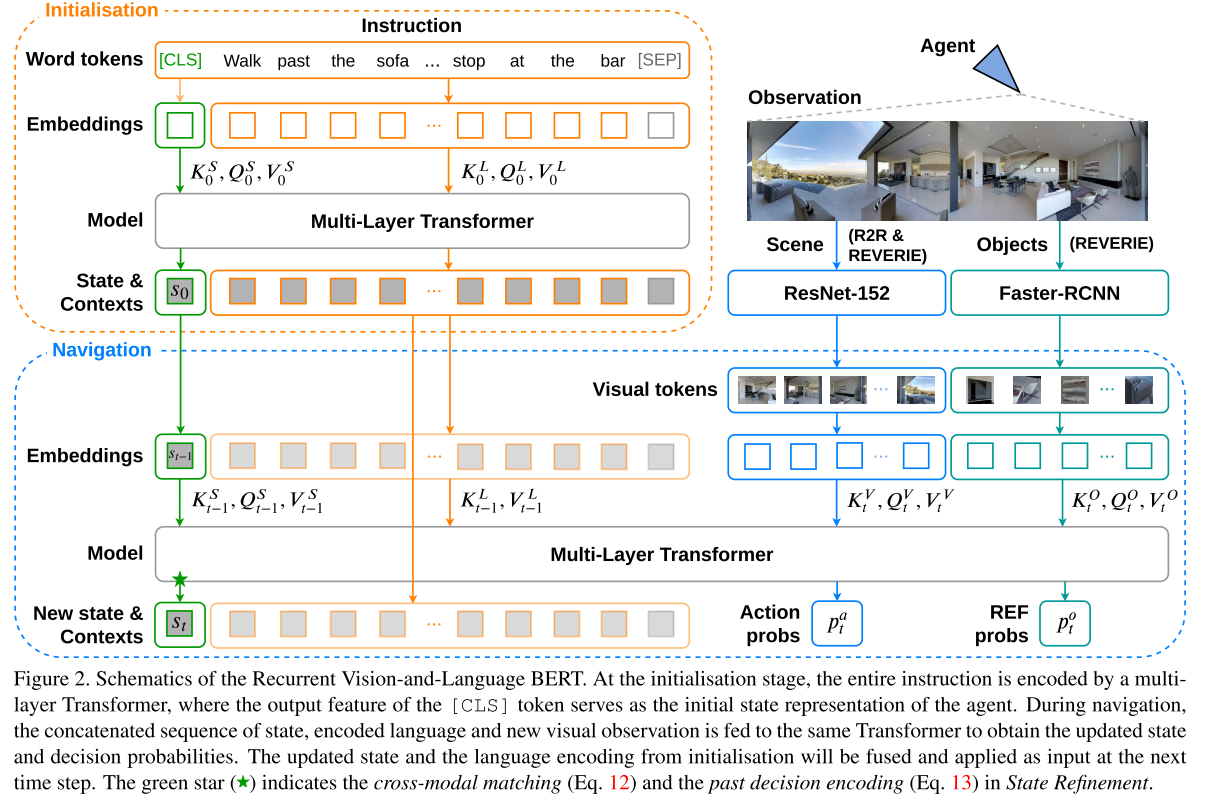 Initialisation
Instruction
Word tokens [CLS] Walk past the sofa ... stop at the bar [SEP]
Agent
Observation
Embeddings ...
K_0^S, Q_0^S, V_0^S K_0^L, Q_0^L, V_0^L
Model Multi-Layer Transformer
Scene (R2R & REVERIE) Objects (REVERIE)
State & Contexts s_0 ...
ResNet-152 Faster-RCNN
Navigation
Visual tokens ... ...
Embeddings s_{t-1} ... ... ...
K_{t-1}^S, Q_{t-1}^S, V_{t-1}^S K_{t-1}^L, V_{t-1}^L K_t^V, Q_t^V, V_t^V K_t^O, Q_t^O, V_t^O
Model Multi-Layer Transformer
New state & Contexts s_t ...
Action probs p_t^a REF probs p_t^o
Figure 2. Schematics of the Recurrent Vision-and-Language BERT. At the initialisation stage, the entire instruction is encoded by a multi-
layer Transformer, where the output feature of the [CLS] token serves as the initial state representation of the agent. During navigation,
the concatenated sequence of state, encoded language and new visual observation is fed to the same Transformer to obtain the updated state
and decision probabilities. The updated state and the language encoding from initialisation will be fused and applied as input at the next
time step. The green star (★) indicates the cross-modal matching (Eq. 12) and the past decision encoding (Eq. 13) in State Refinement.